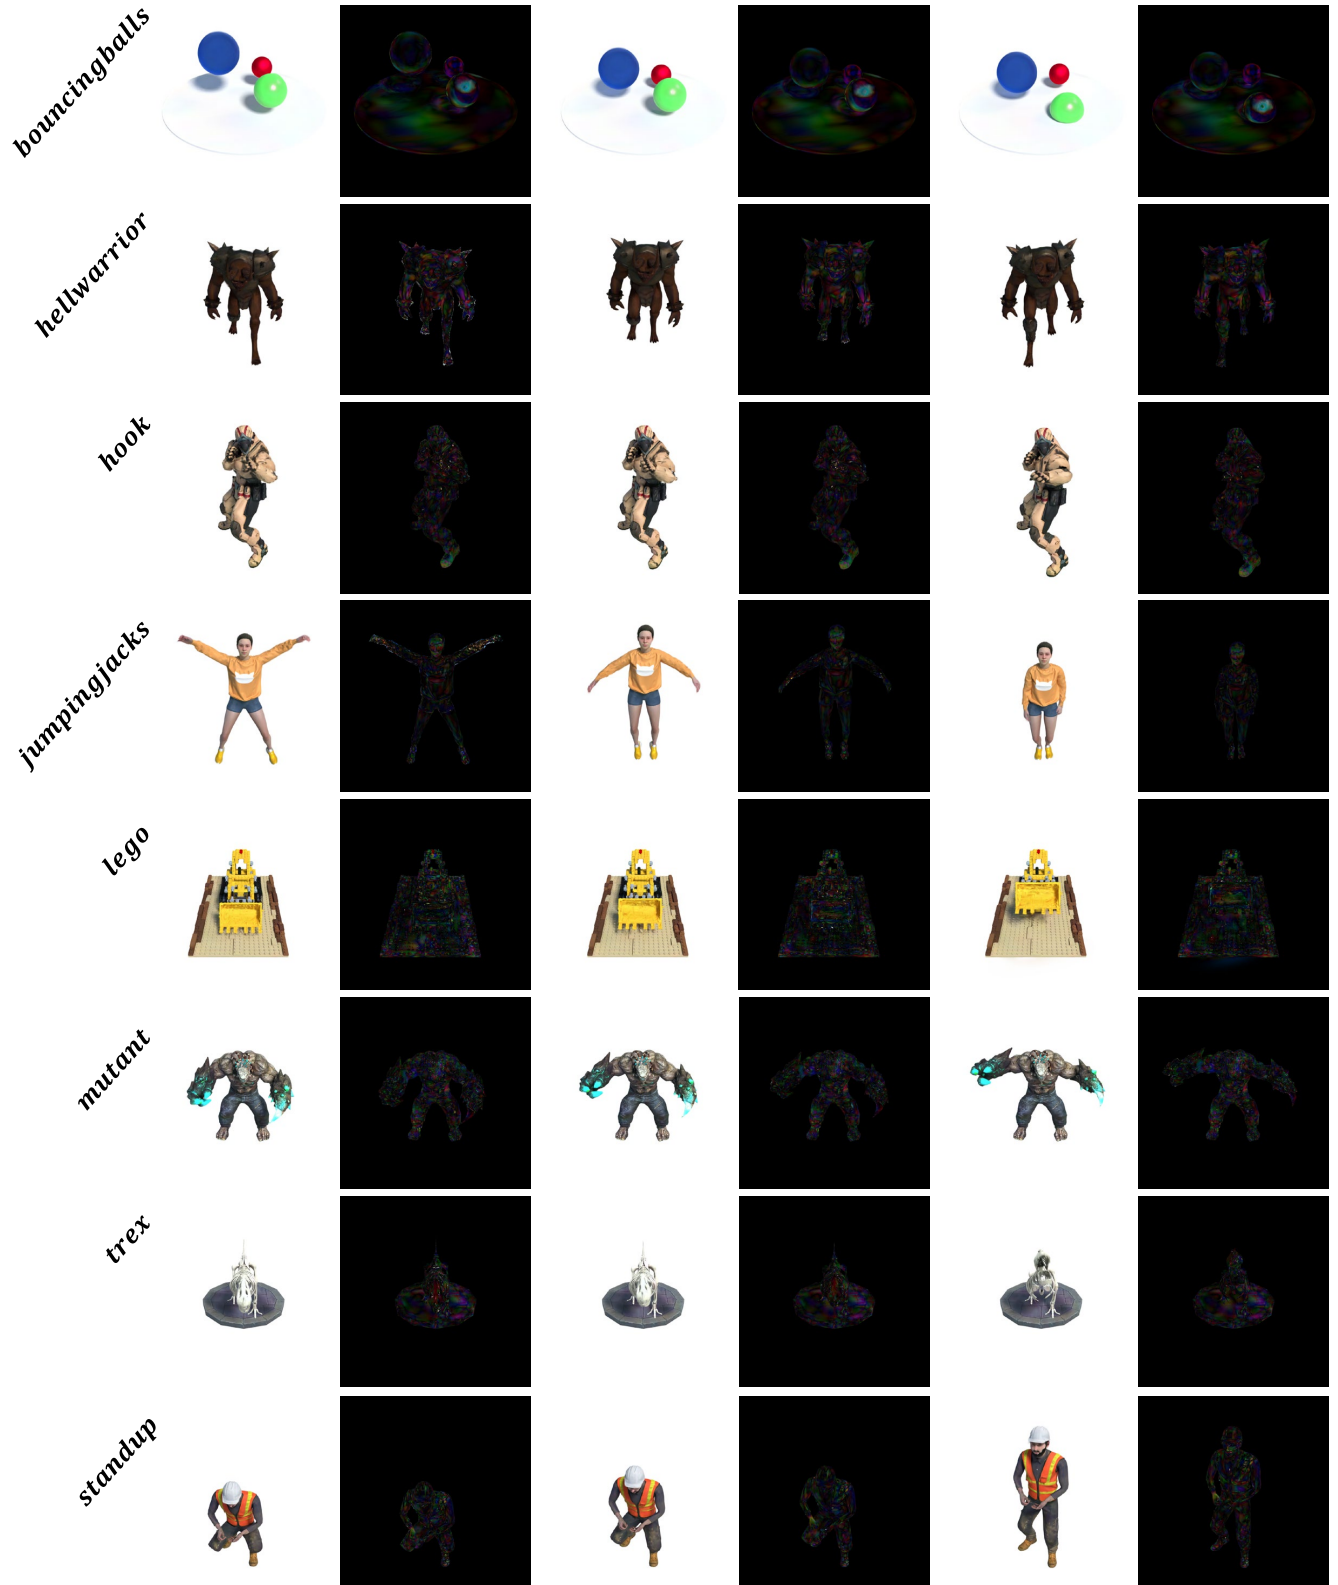 bouncingballs
hellwarrior
hook
jumpingjacks
lego
mutant
trex
standup